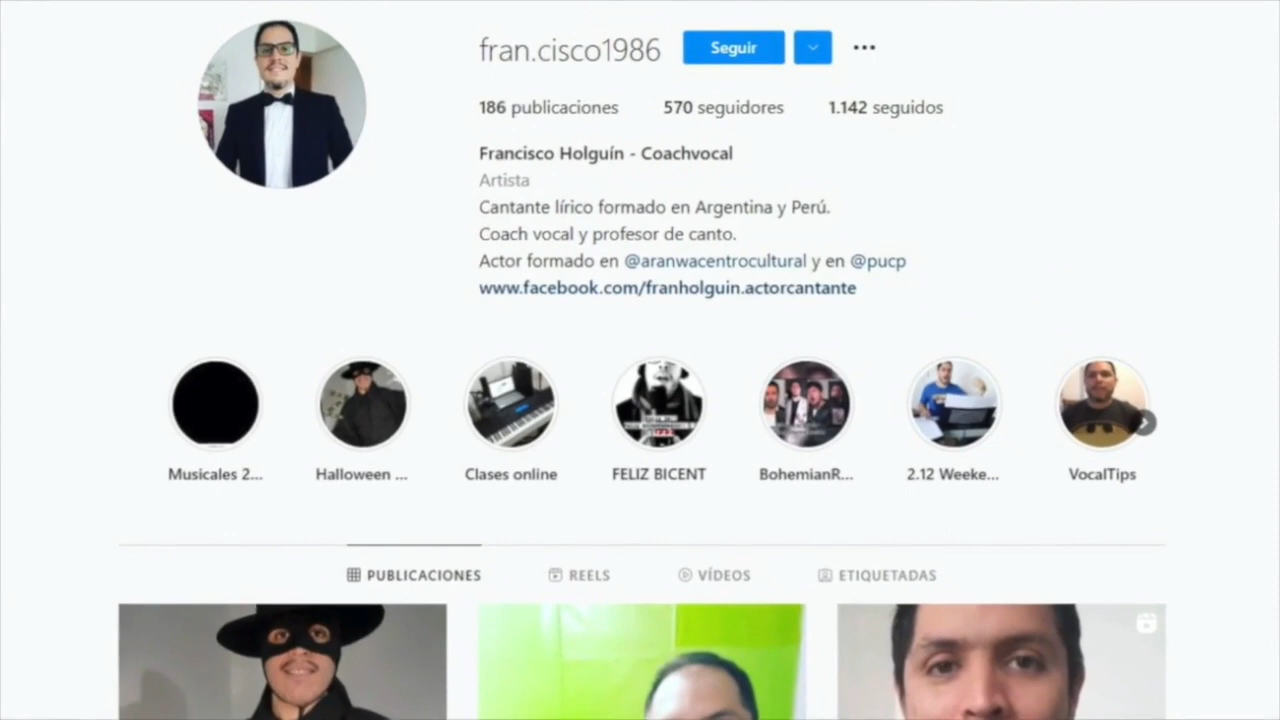 fran.cisco1986 Seguir
186 publicaciones 570 seguidores 1.142 seguidos
Francisco Holguín - Coachvocal
Artista
Cantante lírico formado en Argentina y Perú.
Coach vocal y profesor de canto.
Actor formado en @aranwacentrocultural y en @pucp
www.facebook.com/franholguin.actorcantante
Musicales 2... Halloween ... Clases online FELIZ BICENT BohemianR... 2.12 Weeke... VocalTips
PUBLICACIONES REELS VÍDEOS ETIQUETADAS